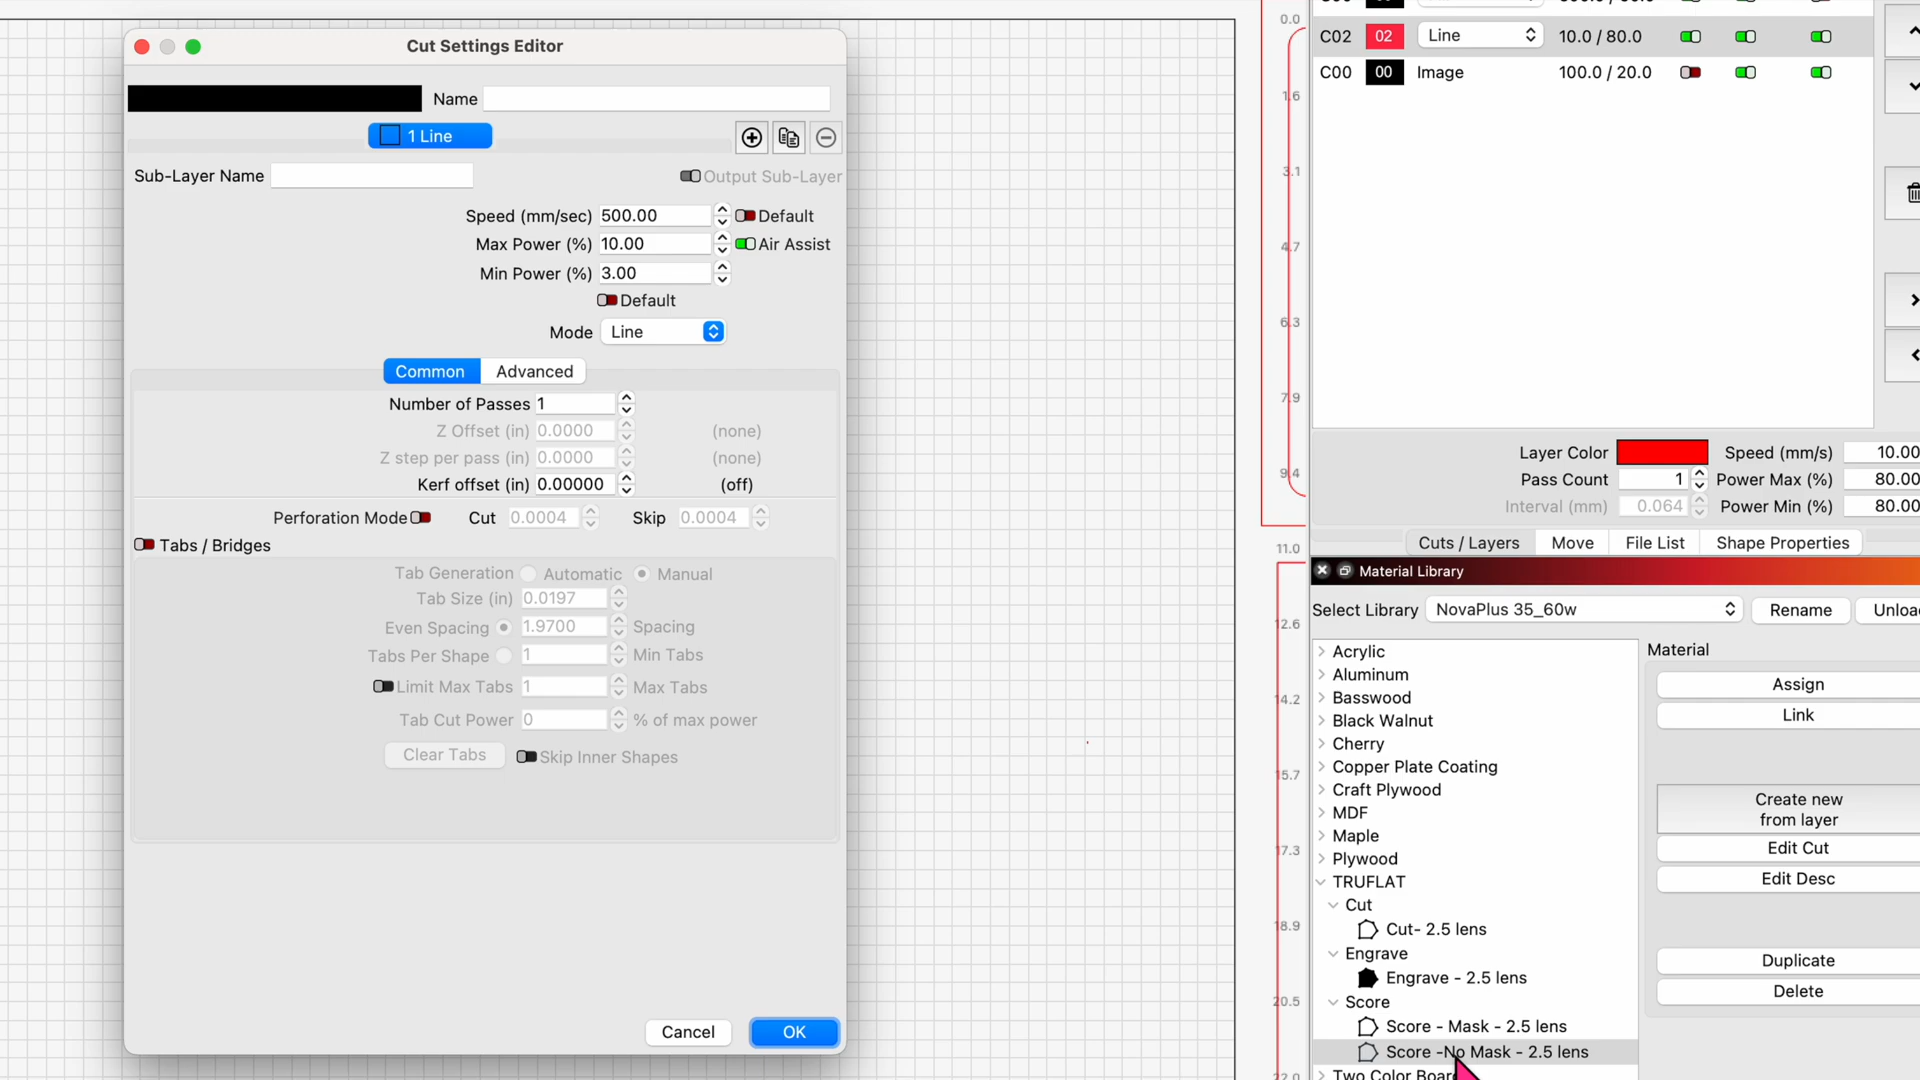 Cut Settings Editor
Name
1 Line
Sub-Layer Name
Output Sub-Layer
Speed (mm/sec) 500.00 Default
Max Power (%) 10.00 Air Assist
Min Power (%) 3.00
Default
Mode Line
Common Advanced
Number of Passes 1
Z Offset (in) 0.0000 (none)
Z step per pass (in) 0.0000 (none)
Kerf offset (in) 0.00000 (off)
Perforation Mode Cut 0.0004 Skip 0.0004
Tabs / Bridges
Tab Generation Automatic Manual
Tab Size (in) 0.0197
Even Spacing 1.9700 Spacing
Tabs Per Shape 1 Min Tabs
Limit Max Tabs 1 Max Tabs
Tab Cut Power 0 % of max power
Clear Tabs Skip Inner Shapes
Cancel OK
0.0
1.6
3.1
4.7
6.3
7.9
9.4
11.0
12.6
14.2
15.7
17.3
18.9
20.5
22.0
C02 02 Line 10.0 / 80.0
C00 00 Image 100.0 / 20.0
Layer Color Speed (mm/s) 10.00
Pass Count 1 Power Max (%) 80.00
Interval (mm) 0.064 Power Min (%) 80.00
Cuts / Layers Move File List Shape Properties
Material Library
Select Library NovaPlus 35_60w Rename Unloa
Acrylic
Aluminum
Basswood
Black Walnut
Cherry
Copper Plate Coating
Craft Plywood
MDF
Maple
Plywood
TRUFLAT
Cut
Cut- 2.5 lens
Engrave
Engrave - 2.5 lens
Score
Score - Mask - 2.5 lens
Score -No Mask - 2.5 lens
Two Color Board
Material
Assign
Link
Create new
from layer
Edit Cut
Edit Desc
Duplicate
Delete